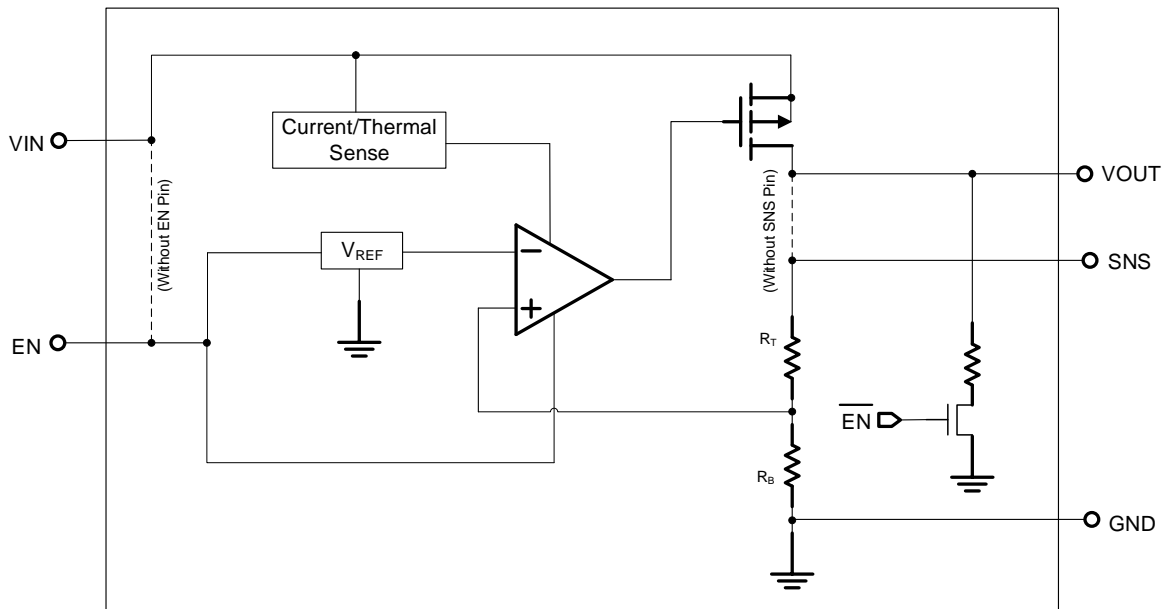 VIN
Current/Thermal
Sense
(Without EN Pin)
(Without SNS Pin)
VOUT
V_REF
−
SNS
+
EN
R_T
EN̅
R_B
GND